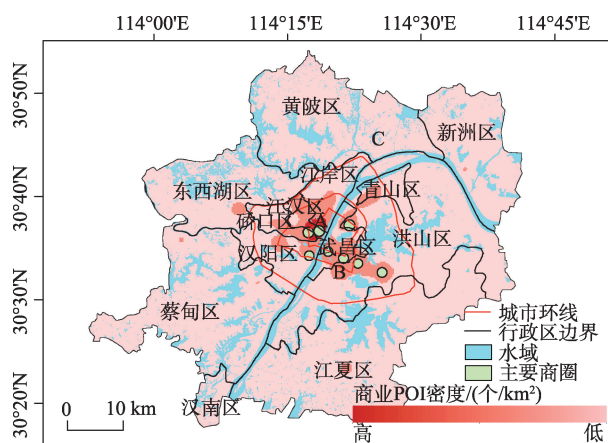 114°00′E 114°15′E 114°30′E 114°45′E
30°50′N
30°40′N
30°30′N
30°20′N
黄陂区
C
新洲区
江岸区
东西湖区
江汉区
青山区
硚口区
A
汉阳区
武昌区
洪山区
B
蔡甸区
江夏区
汉南区
城市环线
行政区边界
水域
主要商圈
商业POI密度/(个/km²)
高 低
0 10 km